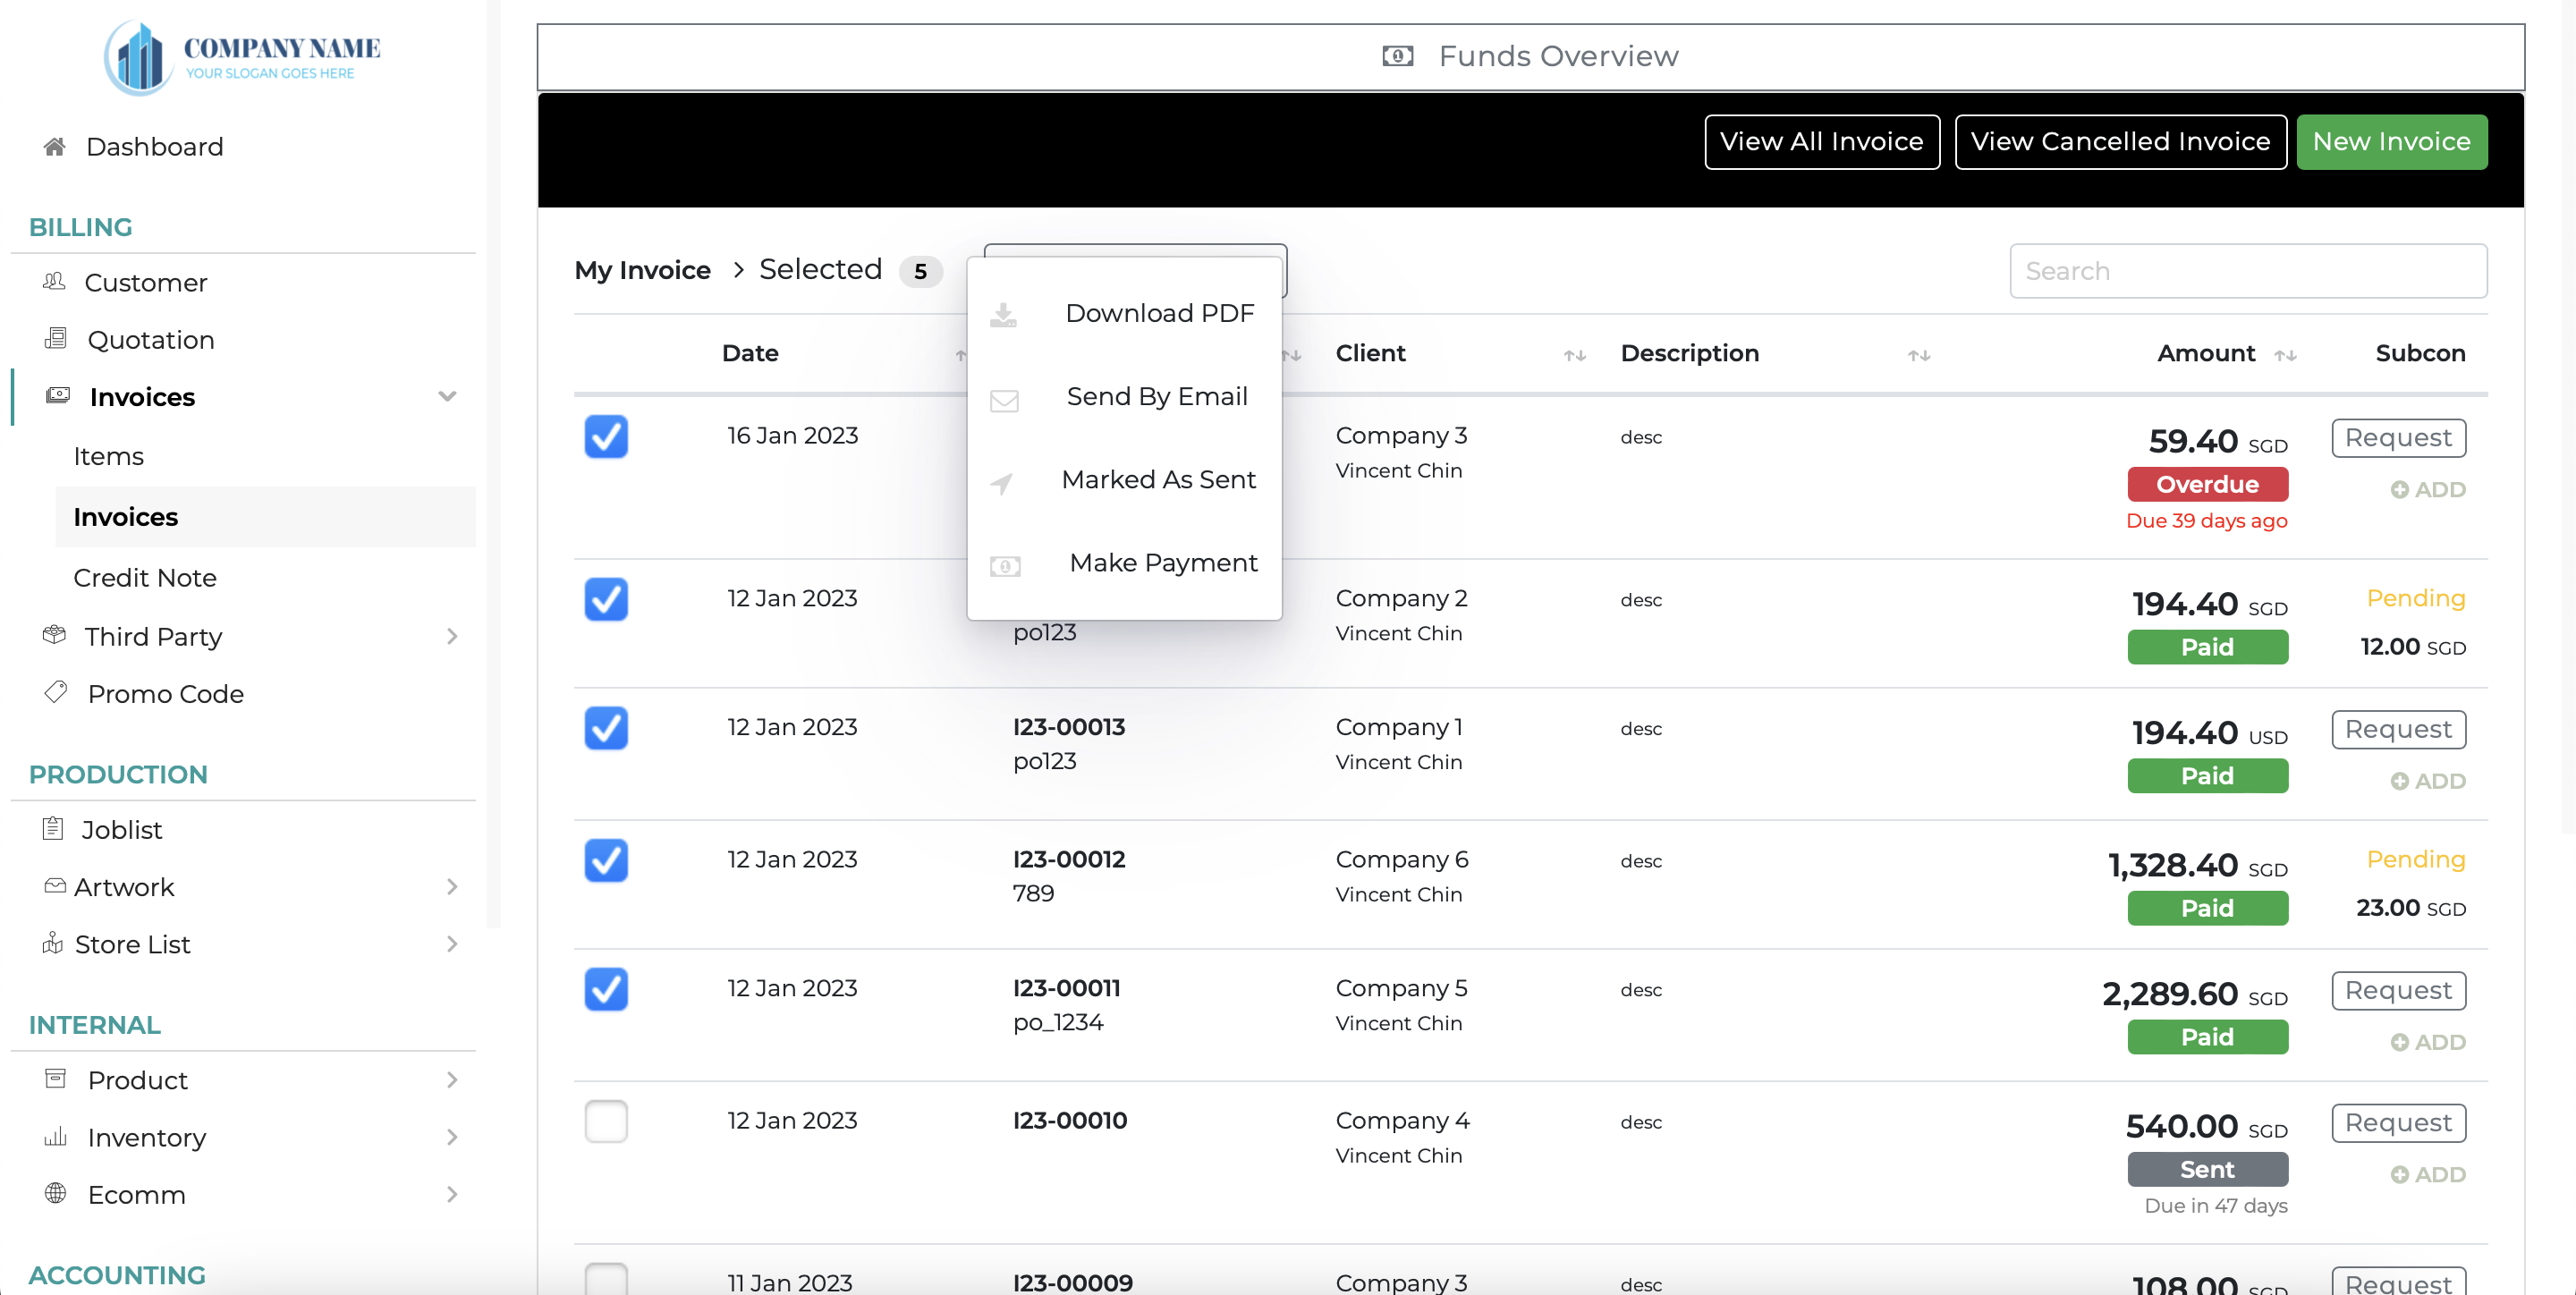 COMPANY NAME
YOUR SLOGAN GOES HERE
Dashboard
BILLING
Customer
Quotation
Invoices
Items
Invoices
Credit Note
Third Party
Promo Code
PRODUCTION
Joblist
Artwork
Store List
INTERNAL
Product
Inventory
Ecomm
ACCOUNTING
Funds Overview
View All Invoice
View Cancelled Invoice
New Invoice
My Invoice > Selected 5
Search
Download PDF
Send By Email
Marked As Sent
Make Payment
Date Client Description Amount Subcon
16 Jan 2023 Company 3 desc 59.40 SGD Request
Vincent Chin
Overdue
ADD
Due 39 days ago
12 Jan 2023 Company 2 desc 194.40 SGD Pending
po123 Vincent Chin
Paid
12.00 SGD
12 Jan 2023 I23-00013 Company 1 desc 194.40 USD Request
po123 Vincent Chin
Paid
ADD
12 Jan 2023 I23-00012 Company 6 desc 1,328.40 SGD Pending
789 Vincent Chin
Paid
23.00 SGD
12 Jan 2023 I23-00011 Company 5 desc 2,289.60 SGD Request
po_1234 Vincent Chin
Paid
ADD
12 Jan 2023 I23-00010 Company 4 desc 540.00 SGD Request
Vincent Chin
Sent
ADD
Due in 47 days
11 Jan 2023 I23-00009 Company 3 desc 108.00 SGD Request